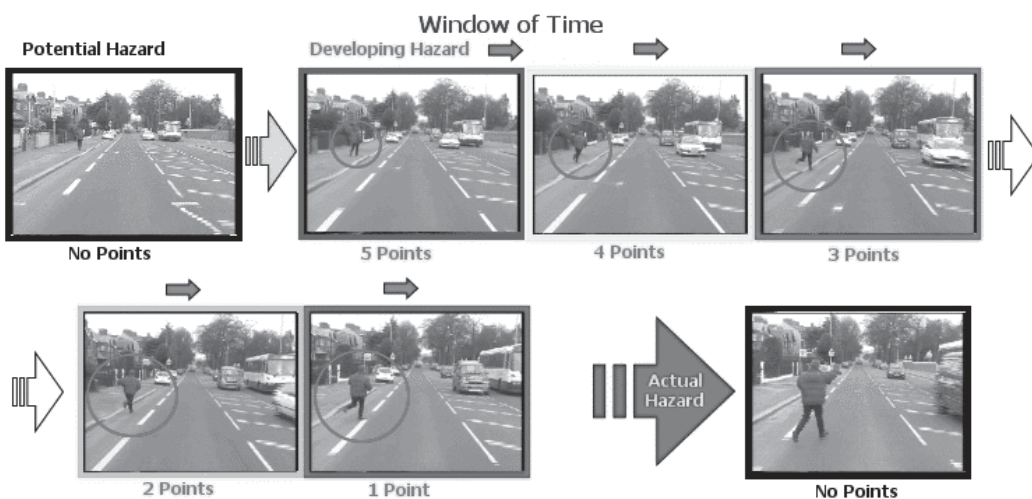 Window of Time
Potential Hazard
Developing Hazard
No Points
5 Points
4 Points
3 Points
2 Points
1 Point
Actual
Hazard
No Points